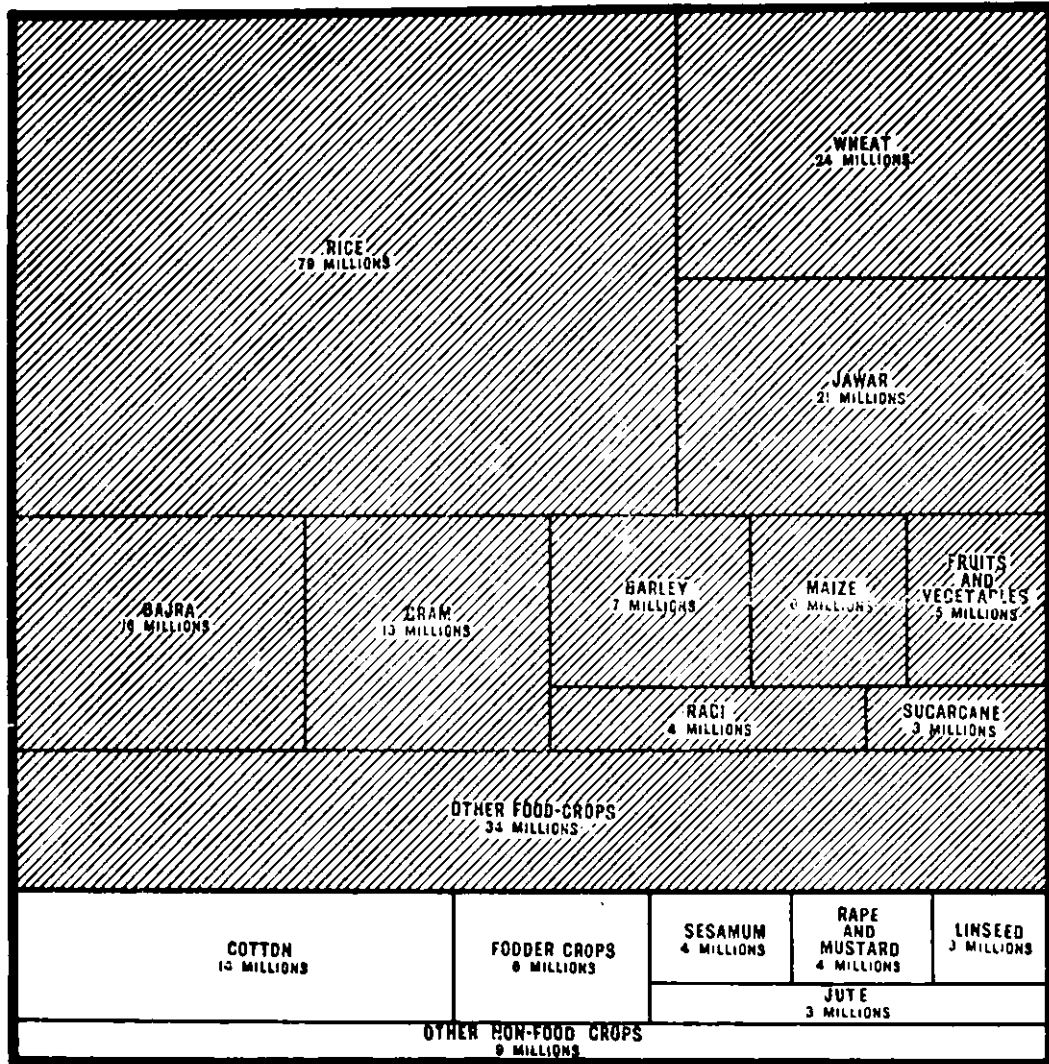 WHEAT
24 MILLIONS
RICE
79 MILLIONS
JAWAR
21 MILLIONS
BAJRA
16 MILLIONS
GRAM
13 MILLIONS
BARLEY
7 MILLIONS
MAIZE
6 MILLIONS
FRUITS
AND
VEGETABLES
5 MILLIONS
RAGI
4 MILLIONS
SUGARCANE
3 MILLIONS
OTHER FOOD-CROPS
34 MILLIONS
COTTON
13 MILLIONS
FODDER CROPS
6 MILLIONS
SESAMUM
4 MILLIONS
RAPE
AND
MUSTARD
4 MILLIONS
LINSEED
3 MILLIONS
JUTE
3 MILLIONS
OTHER NON-FOOD CROPS
9 MILLIONS